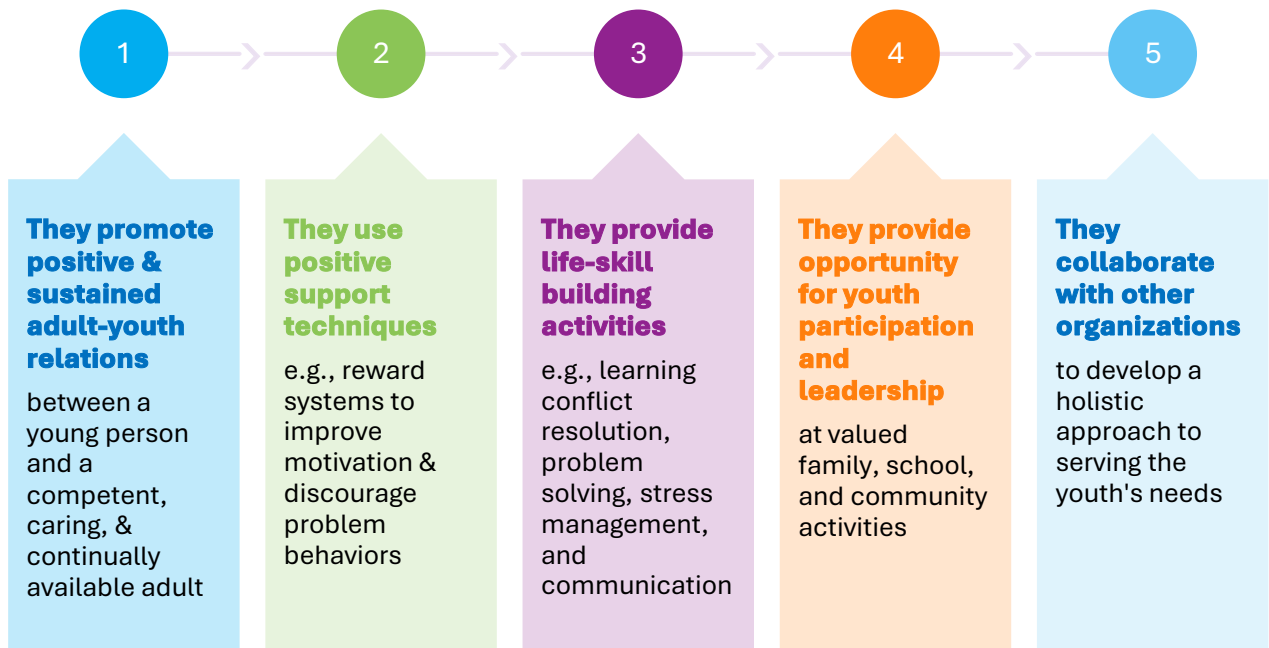 1
2
3
4
5
They promote
positive &
sustained
adult-youth
relations
between a
young person
and a
competent,
caring, &
continually
available adult
They use
positive
support
techniques
e.g., reward
systems to
improve
motivation &
discourage
problem
behaviors
They provide
life-skill
building
activities
e.g., learning
conflict
resolution,
problem
solving, stress
management,
and
communication
They provide
opportunity
for youth
participation
and
leadership
at valued
family, school,
and community
activities
They
collaborate
with other
organizations
to develop a
holistic
approach to
serving the
youth's needs